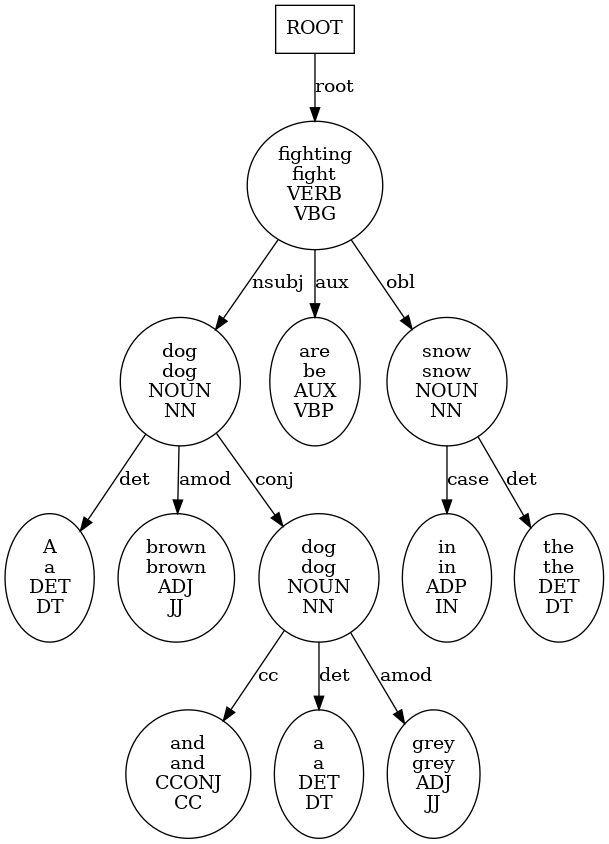 ROOT
root
fighting
fight
VERB
VBG
nsubj
aux
obl
dog
dog
NOUN
NN
are
be
AUX
VBP
snow
snow
NOUN
NN
det
amod
conj
case
det
A
a
DET
DT
brown
brown
ADJ
JJ
dog
dog
NOUN
NN
in
in
ADP
IN
the
the
DET
DT
cc
det
amod
and
and
CCONJ
CC
a
a
DET
DT
grey
grey
ADJ
JJ